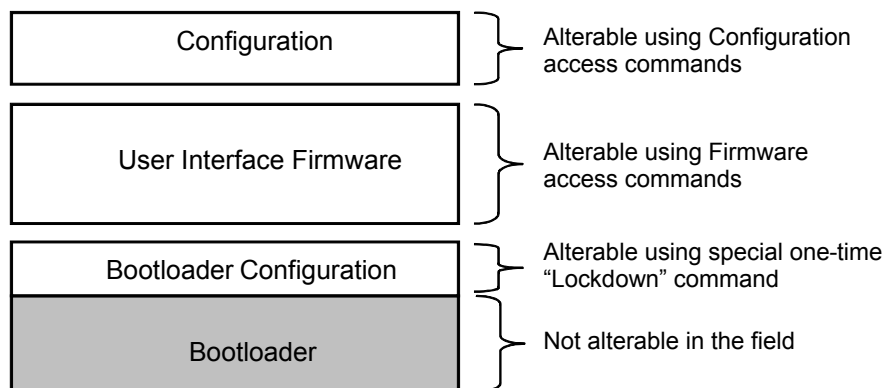 Configuration
Alterable using Configuration
access commands
User Interface Firmware
Alterable using Firmware
access commands
Bootloader Configuration
Alterable using special one-time
“Lockdown” command
Bootloader
Not alterable in the field